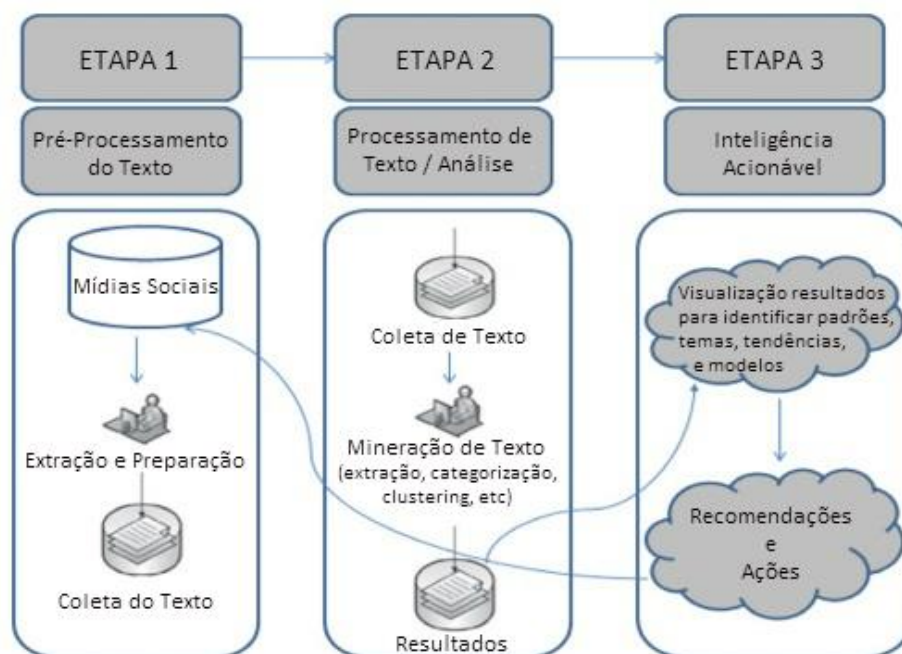 ETAPA 1
ETAPA 2
ETAPA 3
Pré-Processamento
do Texto
Processamento de
Texto / Análise
Inteligência
Acionável
Mídias Sociais
Extração e Preparação
Coleta do Texto
Coleta de Texto
Mineração de Texto
(extração, categorização,
clustering, etc)
Resultados
Visualização resultados
para identificar padrões,
temas, tendências,
e modelos
Recomendações
e
Ações